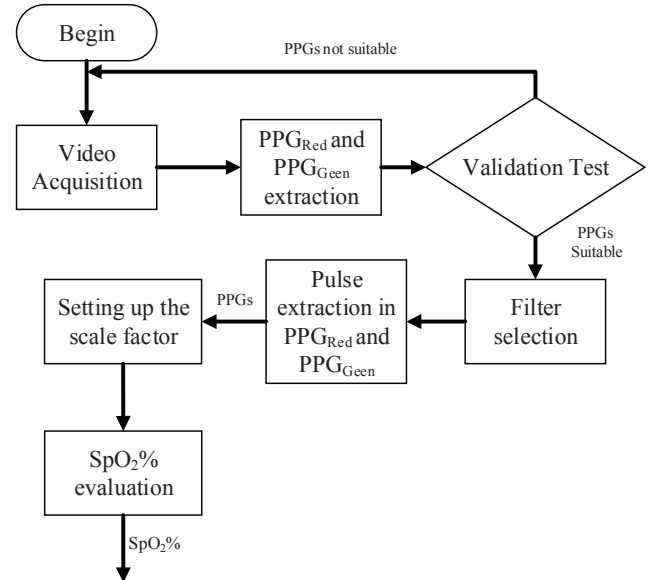 Begin
PPGs not suitable
Video
Acquisition
PPGRed and
PPGGeen
extraction
Validation Test
PPGs
Suitable
Filter
selection
Pulse
extraction in
PPGRed and
PPGGeen
PPGs
Setting up the
scale factor
SpO2%
evaluation
SpO2%